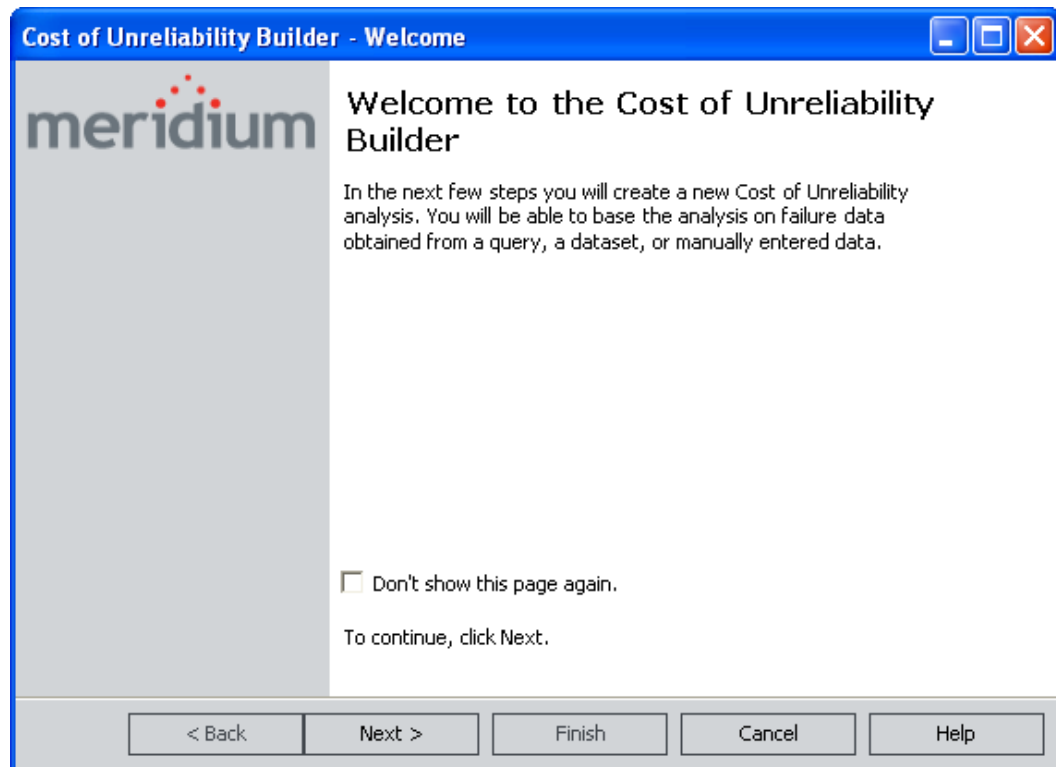 Cost of Unreliability Builder - Welcome
meridium
Welcome to the Cost of Unreliability
Builder
In the next few steps you will create a new Cost of Unreliability
analysis. You will be able to base the analysis on failure data
obtained from a query, a dataset, or manually entered data.
Don't show this page again.
To continue, click Next.
< Back
Next >
Finish
Cancel
Help